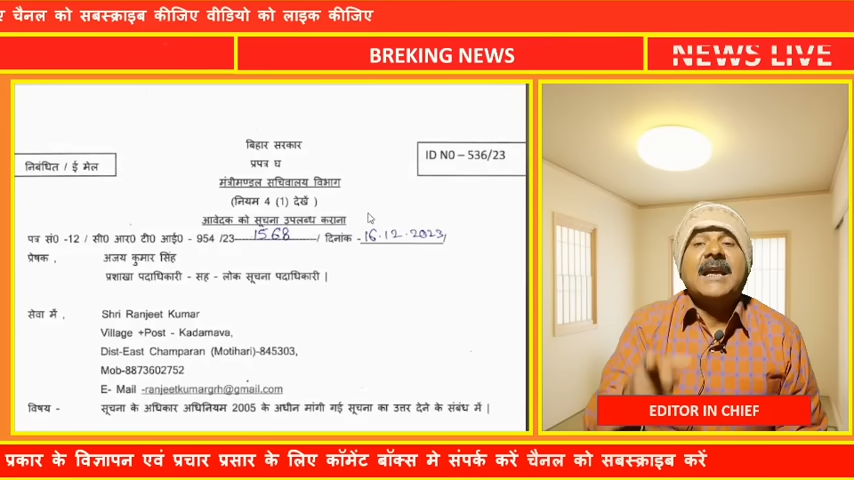 चैनल को सबस्क्राइब कीजिए वीडियो को लाइक कीजिए
BREKING NEWS
NEWS LIVE
बिहार सरकार
प्रपत्र घ
ID NO – 536/23
निबंधित / ई मेल
मंत्रीमण्डल सचिवालय विभाग
(नियम 4 (1) देखें )
आवेदक को सूचना उपलब्ध कराना
पत्र सं0 -12 / सी0 आर0 टी0 आई0 - 954 /23 1568 / दिनांक - 16.12.2023/
प्रेषक ,
अजय कुमार सिंह
प्रशाखा पदाधिकारी - सह - लोक सूचना पदाधिकारी |
सेवा में ,
Shri Ranjeet Kumar
Village +Post - Kadamava,
Dist-East Champaran (Motihari)-845303,
Mob-8873602752
E- Mail -ranjeetkumargrh@gmail.com
विषय - सूचना के अधिकार अधिनियम 2005 के अधीन मांगी गई सूचना का उत्तर देने के संबंध में |
EDITOR IN CHIEF
प्रकार के विज्ञापन एवं प्रचार प्रसार के लिए कॉमेंट बॉक्स मे संपर्क करें चैनल को सबस्क्राइब करें